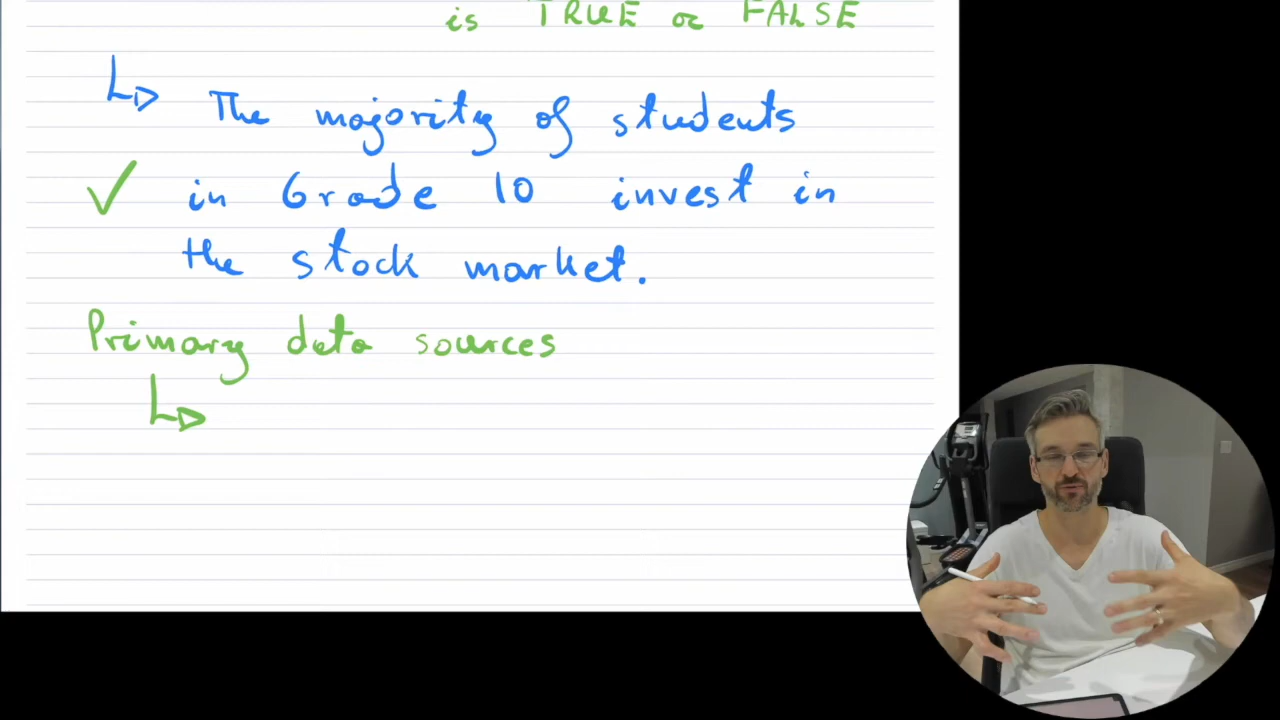 is TRUE or FALSE
The majority of students
in Grade 10 invest in
the stock market.
Primary data sources